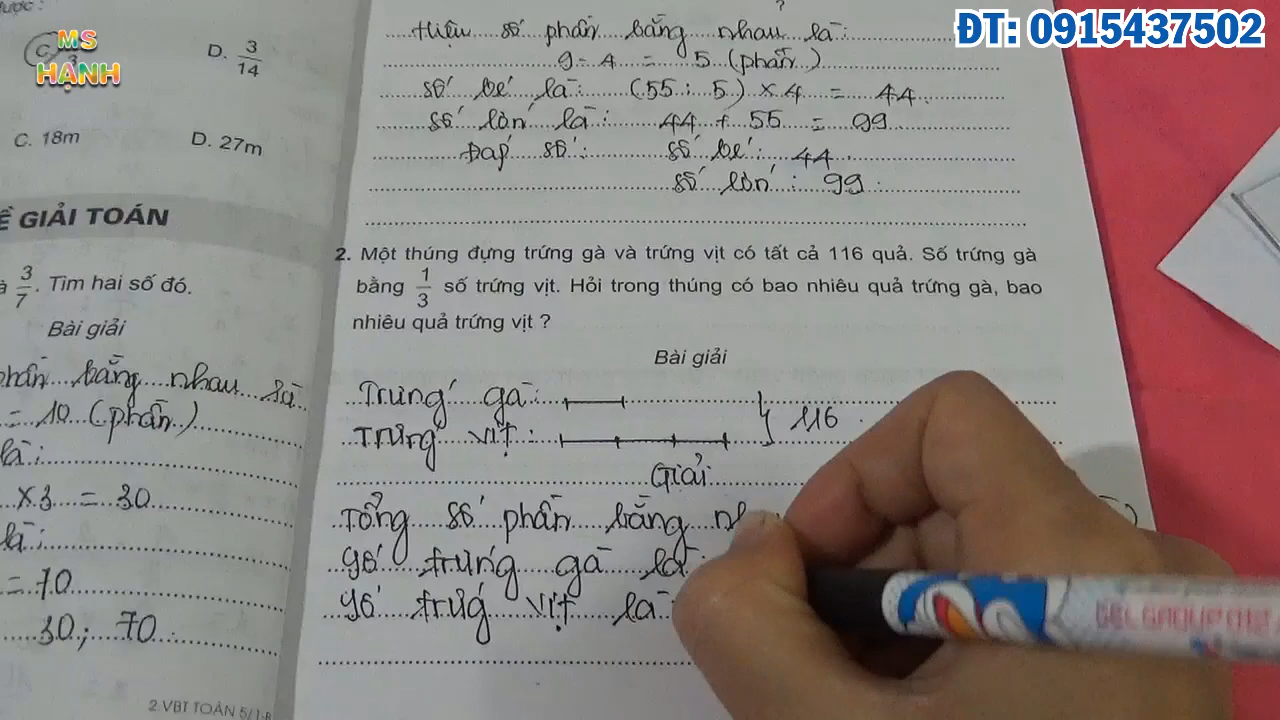 ĐT: 0915437502
MS
HẠNH
C.
D. 3/14
C. 18m
D. 27m
Ề GIẢI TOÁN
3/7. Tìm hai số đó.
Bài giải
phần bằng nhau là
= 10 (phần)
là:
x 3 = 30
là:
= 70
30; 70
2 VBT TOÁN 5/1-B
Hiệu số phần bằng nhau là:
9 - 4 = 5 (phần)
Số bé là: (55 : 5) x 4 = 44
Số lớn là: 44 + 55 = 99
Đáp số: Số bé: 44
Số lớn: 99
2. Một thúng đựng trứng gà và trứng vịt có tất cả 116 quả. Số trứng gà
bằng 1/3 số trứng vịt. Hỏi trong thúng có bao nhiêu quả trứng gà, bao
nhiêu quả trứng vịt ?
Bài giải
Trứng gà:
Trứng vịt:
116
Giải
Tổng số phần bằng
Số trứng gà là
Số trứg vịt là